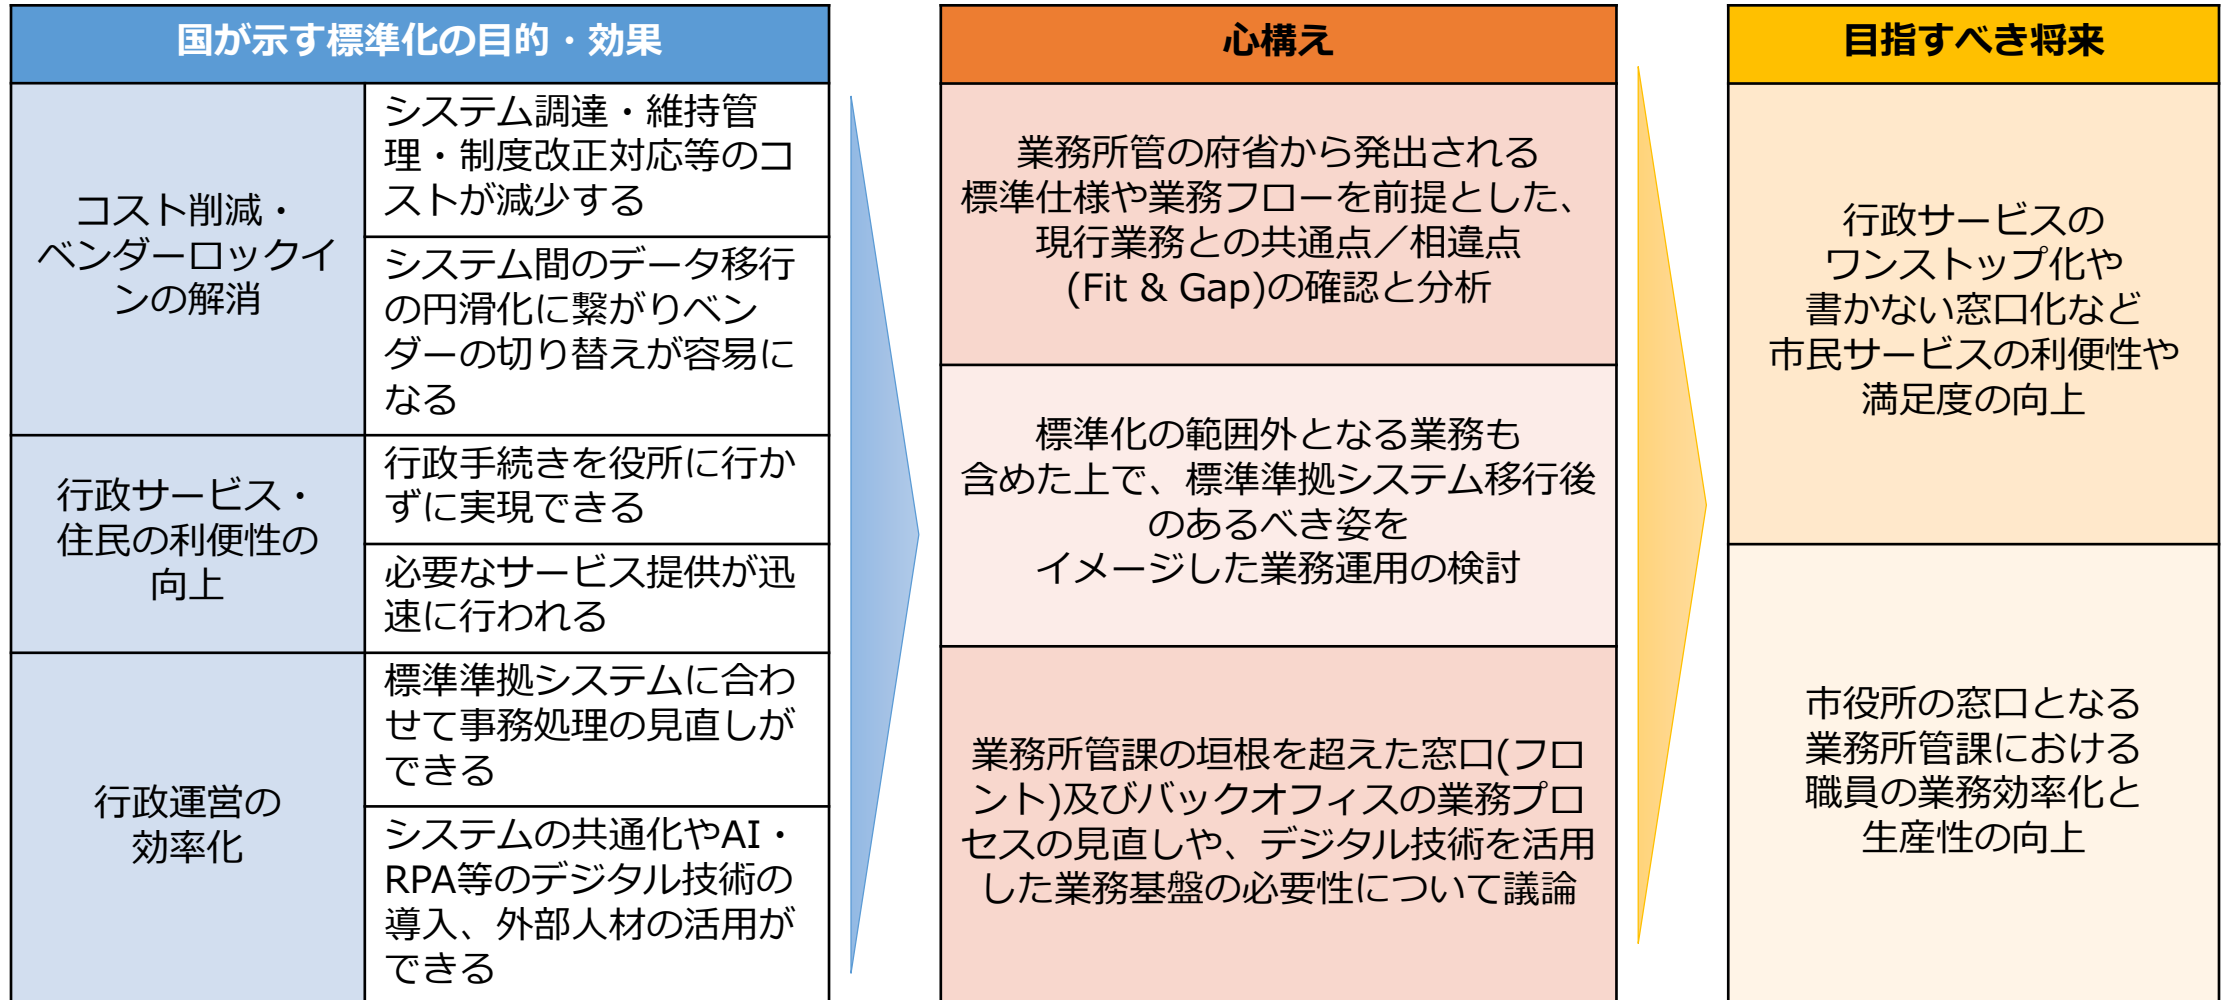 国が示す標準化の目的・効果
コスト削減・
ベンダーロックイ
ンの解消
システム調達・維持管
理・制度改正対応等のコ
ストが減少する
システム間のデータ移行
の円滑化に繋がりベン
ダーの切り替えが容易に
なる
行政サービス・
住民の利便性の
向上
行政手続きを役所に行か
ずに実現できる
必要なサービス提供が迅
速に行われる
行政運営の
効率化
標準準拠システムに合わ
せて事務処理の見直しが
できる
システムの共通化やAI・
RPA等のデジタル技術の
導入、外部人材の活用が
できる
心構え
業務所管の府省から発出される
標準仕様や業務フローを前提とした、
現行業務との共通点／相違点
(Fit & Gap)の確認と分析
標準化の範囲外となる業務も
含めた上で、標準準拠システム移行後
のあるべき姿を
イメージした業務運用の検討
業務所管課の垣根を超えた窓口(フロ
ント)及びバックオフィスの業務プロ
セスの見直しや、デジタル技術を活用
した業務基盤の必要性について議論
目指すべき将来
行政サービスの
ワンストップ化や
書かない窓口化など
市民サービスの利便性や
満足度の向上
市役所の窓口となる
業務所管課における
職員の業務効率化と
生産性の向上